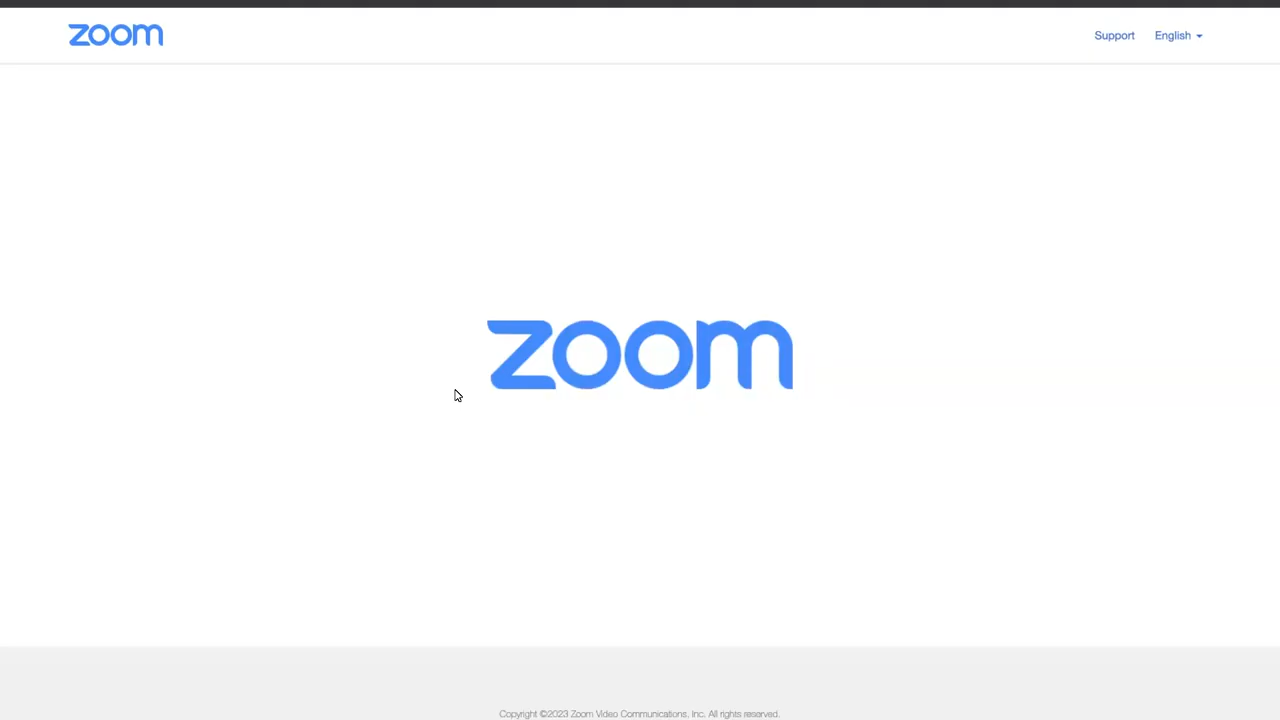 zoom
Support
English
zoom
Copyright ©2023 Zoom Video Communications, Inc. All rights reserved.